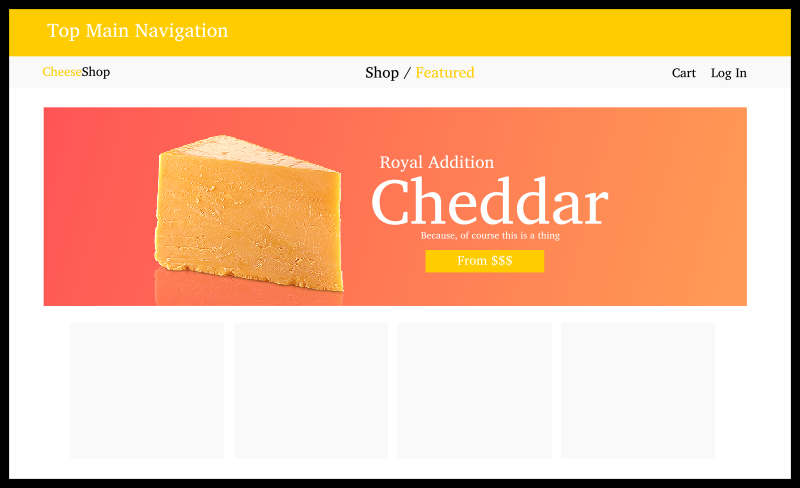 Top Main Navigation
CheeseShop
Shop / Featured
Cart
Log In
Royal Addition
Cheddar
Because, of course this is a thing
From $$$